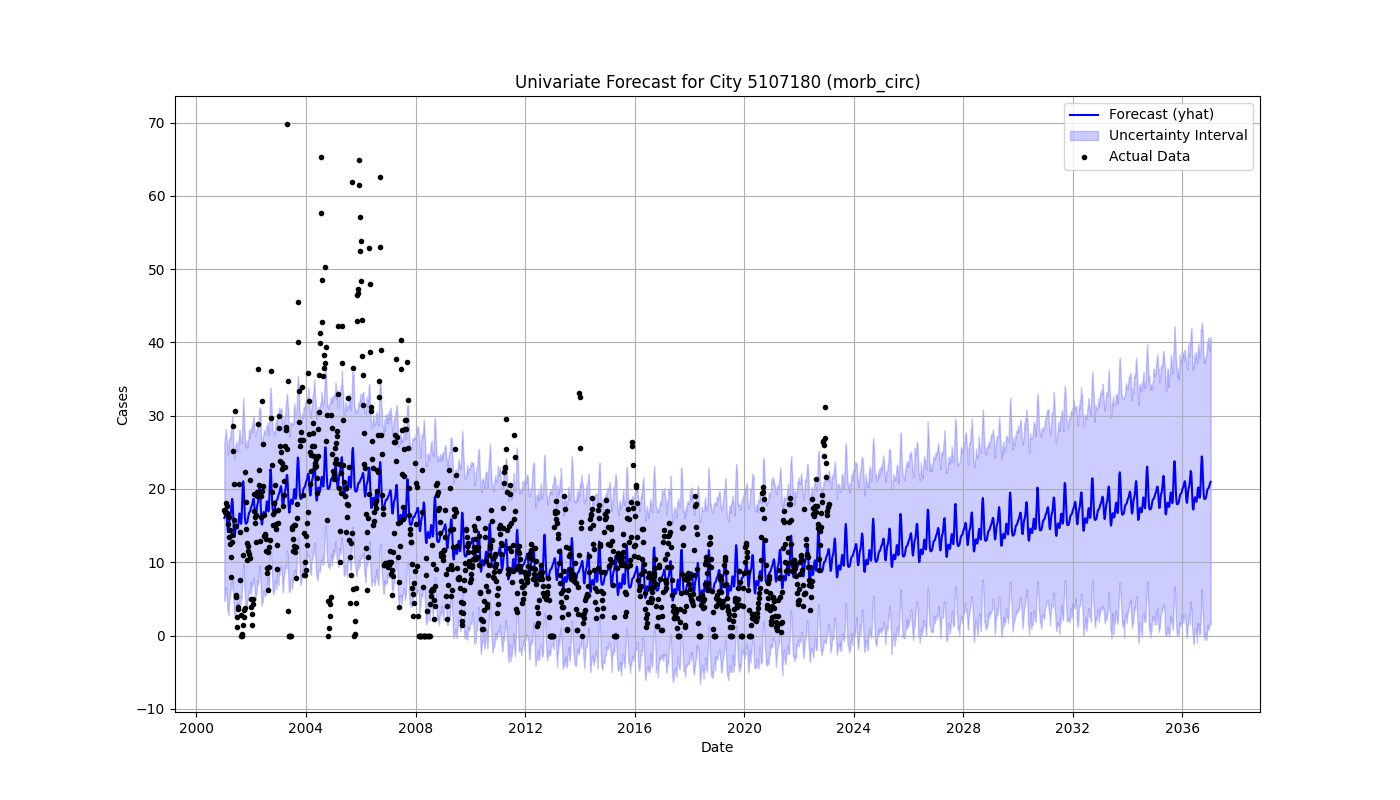 Univariate Forecast for City 5107180 (morb_circ)
Forecast (yhat)
Uncertainty Interval
Actual Data
70
60
50
40
30
20
10
0
−10
Cases
2000 2004 2008 2012 2016 2020 2024 2028 2032 2036
Date